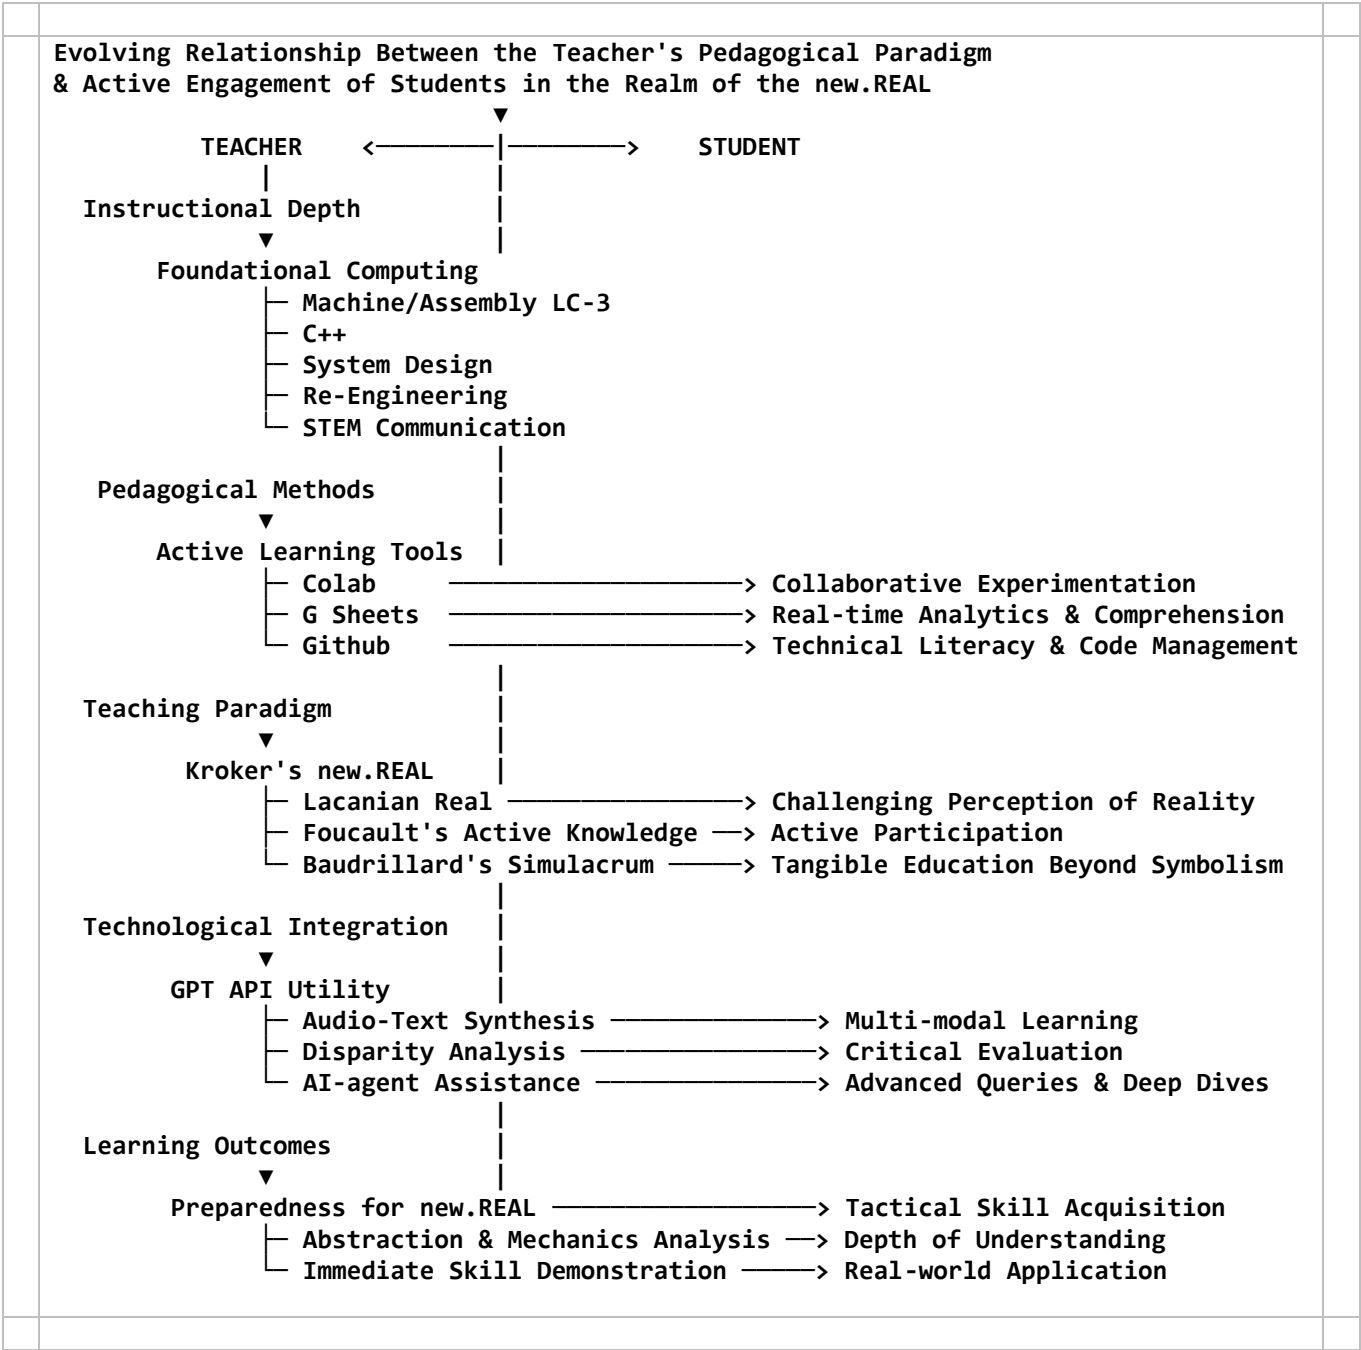 Evolving Relationship Between the Teacher's Pedagogical Paradigm
& Active Engagement of Students in the Realm of the new.REAL
TEACHER <────────|────────> STUDENT
Instructional Depth
Foundational Computing
├─ Machine/Assembly LC-3
├─ C++
├─ System Design
├─ Re-Engineering
└─ STEM Communication
Pedagogical Methods
Active Learning Tools
├─ Colab ────────────────────> Collaborative Experimentation
├─ G Sheets ────────────────────> Real-time Analytics & Comprehension
└─ Github ────────────────────> Technical Literacy & Code Management
Teaching Paradigm
Kroker's new.REAL
├─ Lacanian Real ────────────────> Challenging Perception of Reality
├─ Foucault's Active Knowledge ──> Active Participation
└─ Baudrillard's Simulacrum ─────> Tangible Education Beyond Symbolism
Technological Integration
GPT API Utility
├─ Audio-Text Synthesis ──────────────> Multi-modal Learning
├─ Disparity Analysis ────────────────> Critical Evaluation
└─ AI-agent Assistance ───────────────> Advanced Queries & Deep Dives
Learning Outcomes
Preparedness for new.REAL ──────────────────> Tactical Skill Acquisition
├─ Abstraction & Mechanics Analysis ──> Depth of Understanding
└─ Immediate Skill Demonstration ─────> Real-world Application